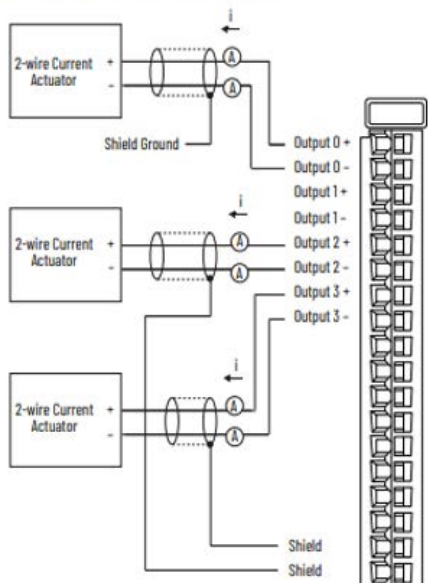 i
2-wire Current
Actuator
+
-
A
A
Shield Ground
Output 0 +
Output 0 -
Output 1 +
Output 1 -
i
2-wire Current
Actuator
+
-
A
A
Output 2 +
Output 2 -
Output 3 +
Output 3 -
i
2-wire Current
Actuator
+
-
A
A
Shield
Shield